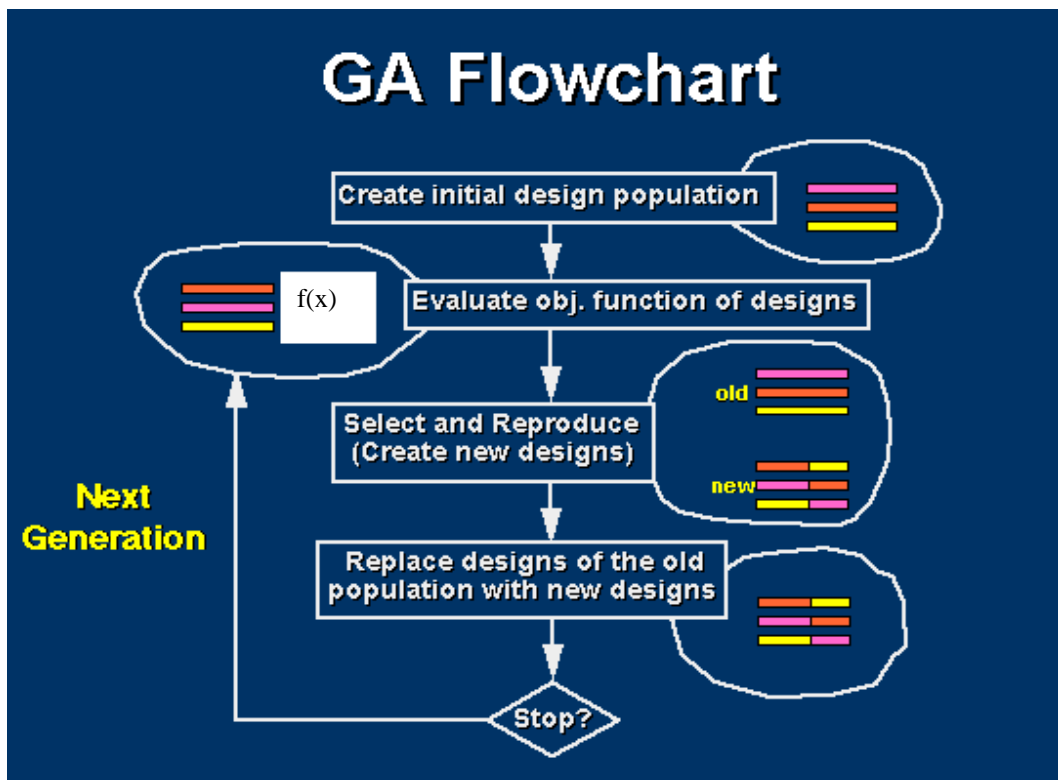 GA Flowchart
Create initial design population
f(x)
Evaluate obj. function of designs
old
Select and Reproduce
(Create new designs)
new
Next
Generation
Replace designs of the old
population with new designs
Stop?